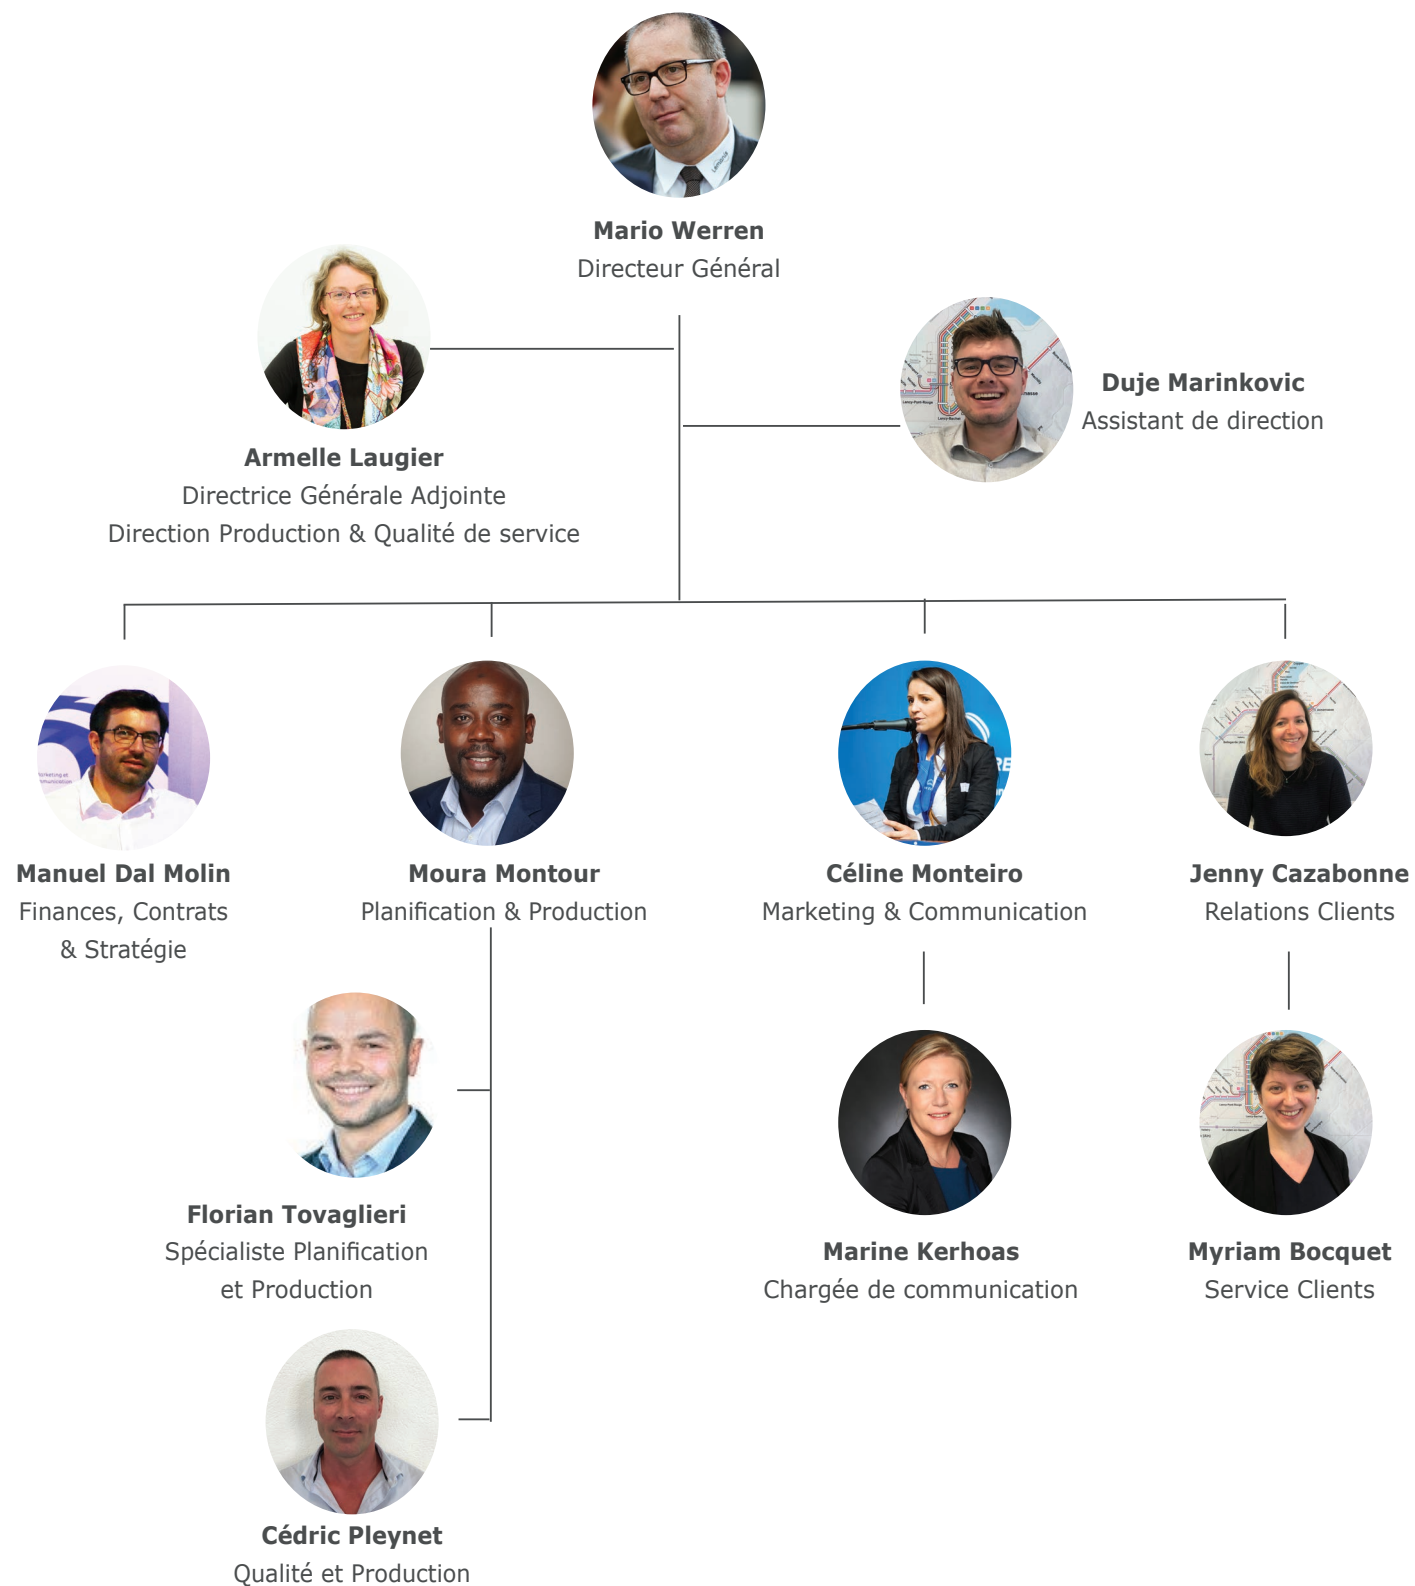 Lémanis
Mario Werren
Directeur Général
Armelle Laugier
Directrice Générale Adjointe
Direction Production & Qualité de service
Duje Marinkovic
Assistant de direction
Manuel Dal Molin
Finances, Contrats
& Stratégie
Moura Montour
Planification & Production
Céline Monteiro
Marketing & Communication
Jenny Cazabonne
Relations Clients
Florian Tovaglieri
Spécialiste Planification
et Production
Marine Kerhoas
Chargée de communication
Myriam Bocquet
Service Clients
Cédric Pleynet
Qualité et Production